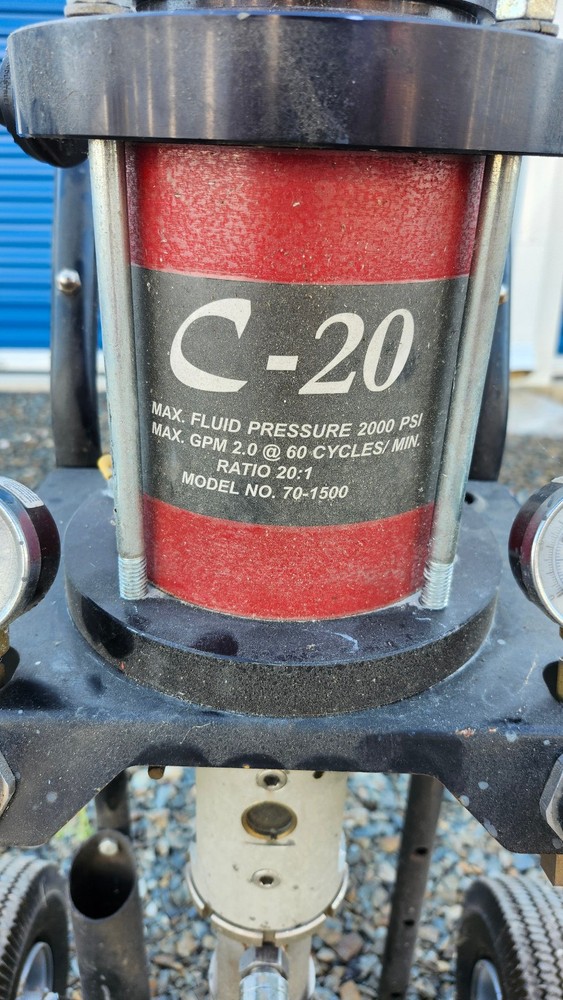 C-20
MAX. FLUID PRESSURE 2000 PSI
MAX. GPM 2.0 @ 60 CYCLES/ MIN.
RATIO 20:1
MODEL NO. 70-1500